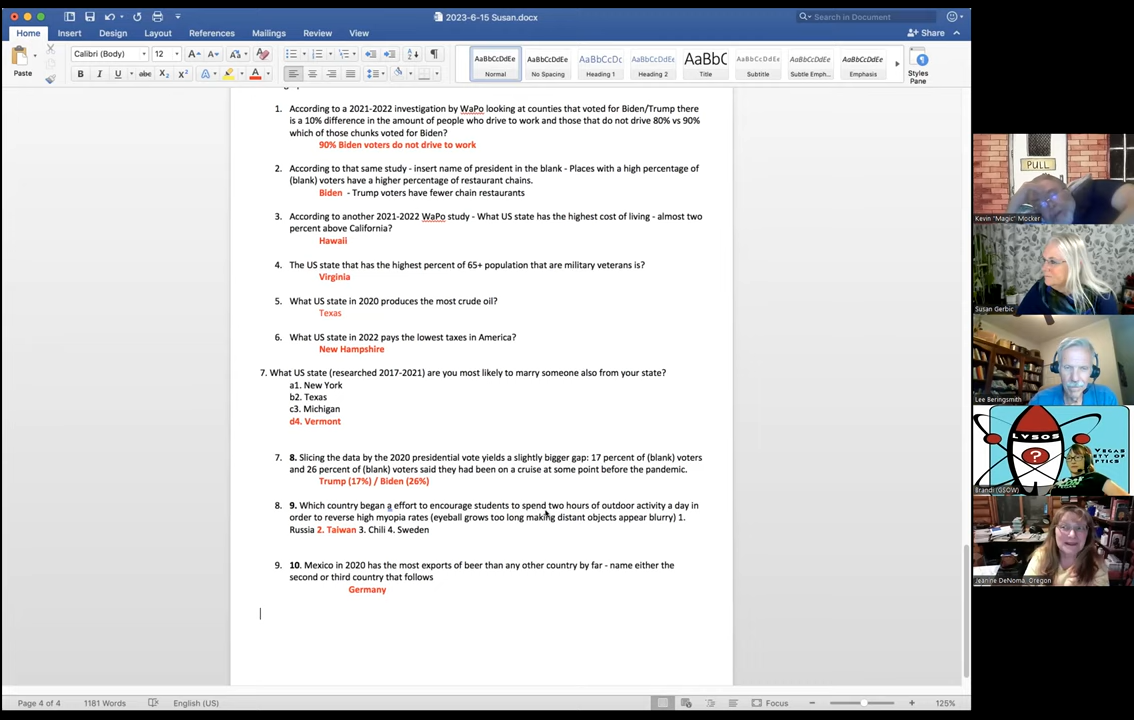 2023-6-15 Susan.docx
Search in Document
Home Insert Design Layout References Mailings Review View
Share
Paste
Calibri (Body) 12
AaBbCcDdEe AaBbCcDdEe AaBbCcDc AaBbCcDdEe AaBbC AaBbCcDdEe AaBbCcDdEe AaBbCcDdEe
Normal No Spacing Heading 1 Heading 2 Title Subtitle Subtle Emph... Emphasis
Styles
Pane
1. According to a 2021-2022 investigation by WaPo looking at counties that voted for Biden/Trump there
is a 10% difference in the amount of people who drive to work and those that do not drive 80% vs 90%
which of those chunks voted for Biden?
90% Biden voters do not drive to work
2. According to that same study - insert name of president in the blank - Places with a high percentage of
(blank) voters have a higher percentage of restaurant chains.
Biden - Trump voters have fewer chain restaurants
3. According to another 2021-2022 WaPo study - What US state has the highest cost of living - almost two
percent above California?
Hawaii
4. The US state that has the highest percent of 65+ population that are military veterans is?
Virginia
5. What US state in 2020 produces the most crude oil?
Texas
6. What US state in 2022 pays the lowest taxes in America?
New Hampshire
7. What US state (researched 2017-2021) are you most likely to marry someone also from your state?
a1. New York
b2. Texas
c3. Michigan
d4. Vermont
7. 8. Slicing the data by the 2020 presidential vote yields a slightly bigger gap: 17 percent of (blank) voters
and 26 percent of (blank) voters said they had been on a cruise at some point before the pandemic.
Trump (17%) / Biden (26%)
8. 9. Which country began a effort to encourage students to spend two hours of outdoor activity a day in
order to reverse high myopia rates (eyeball grows too long making distant objects appear blurry) 1.
Russia 2. Taiwan 3. Chili 4. Sweden
9. 10. Mexico in 2020 has the most exports of beer than any other country by far - name either the
second or third country that follows
Germany
Page 4 of 4 1181 Words English (US) Focus 125%
PULL
Kevin "Magic" Mocker
Susan Gerbic
Lee Beringsmith
LVSOS
?
Brandi (GSOW)
Jeanine DeNoma, Oregon